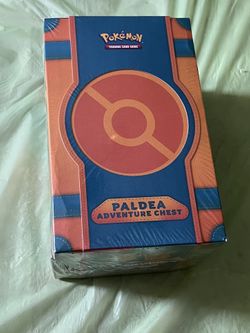 POKÉMON
TRADING CARD GAME
PALDEA
ADVENTURE CHEST